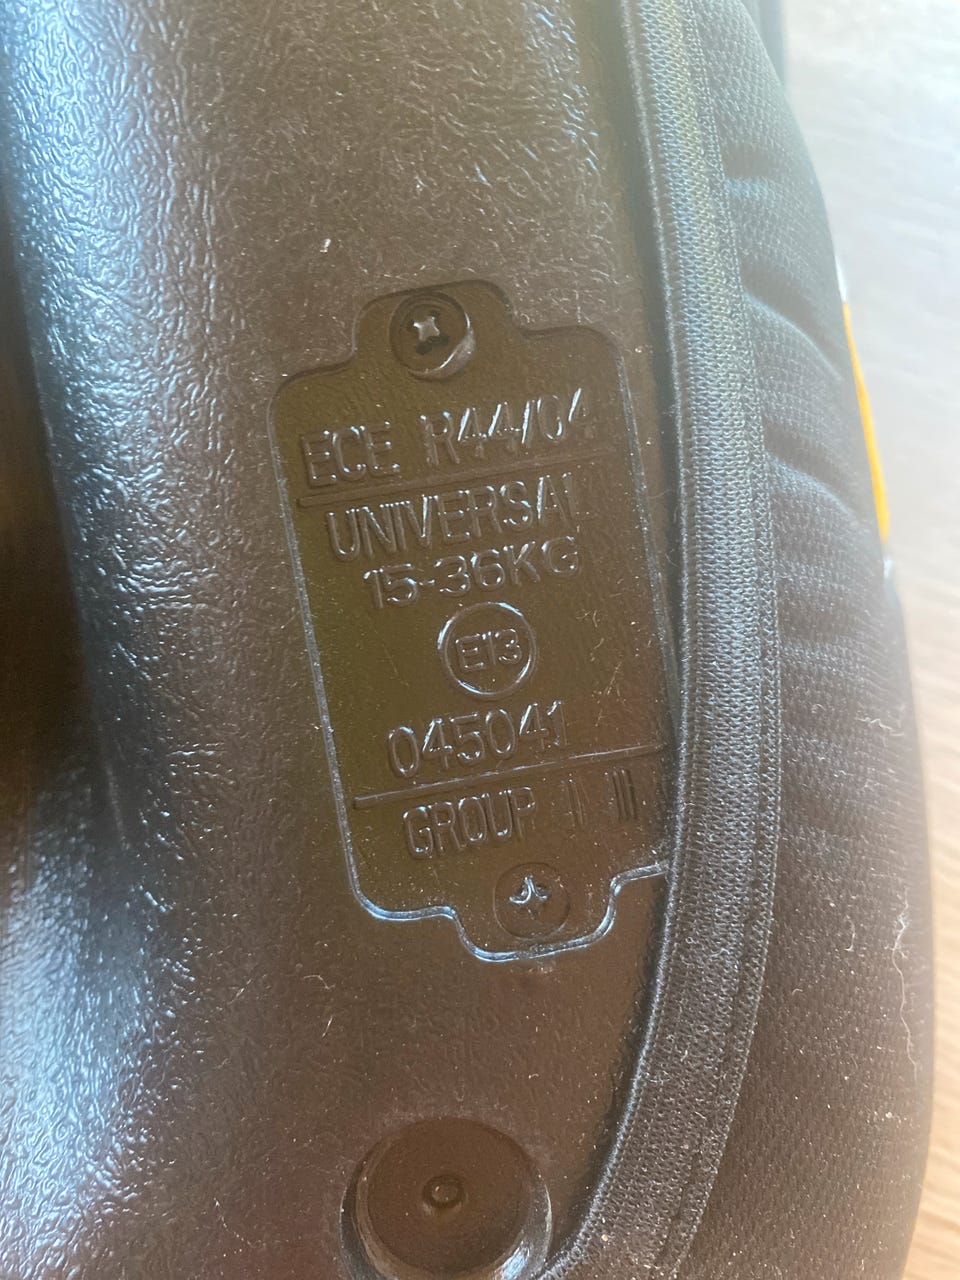 ECE R44/04
UNIVERSAL
15-36KG
E13
045041
GROUP II III